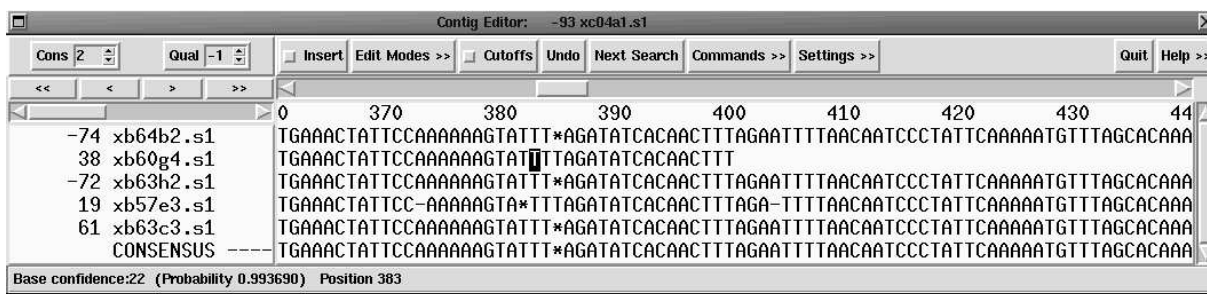 Contig Editor: -93 xc04a1.s1
Cons 2 Qual -1 Insert Edit Modes >> Cutoffs Undo Next Search Commands >> Settings >> Quit Help >>
<< < > >>
0 370 380 390 400 410 420 430 44
-74 xb64b2.s1 TGAAACTATTCCAAAAAAGTATTT*AGATATCACAACTTTAGAATTTTAACAATCCCTATTCAAAAATGTTTAGCACAAA
38 xb60g4.s1 TGAAACTATTCCAAAAAAGTATTTTAGATATCACAACTTT
-72 xb63h2.s1 TGAAACTATTCCAAAAAAGTATTT*AGATATCACAACTTTAGAATTTTAACAATCCCTATTCAAAAATGTTTAGCACAAA
19 xb57e3.s1 TGAAACTATTCC-AAAAAGTA*TTTAGATATCACAACTTTAGA-TTTTAACAATCCCTATTCAAAAATGTTTAGCACAAA
61 xb63c3.s1 TGAAACTATTCCAAAAAAGTATTT*AGATATCACAACTTTAGAATTTTAACAATCCCTATTCAAAAATGTTTAGCACAAA
CONSENSUS ---- TGAAACTATTCCAAAAAAGTATTT*AGATATCACAACTTTAGAATTTTAACAATCCCTATTCAAAAATGTTTAGCACAAA
Base confidence:22 (Probability 0.993690) Position 383